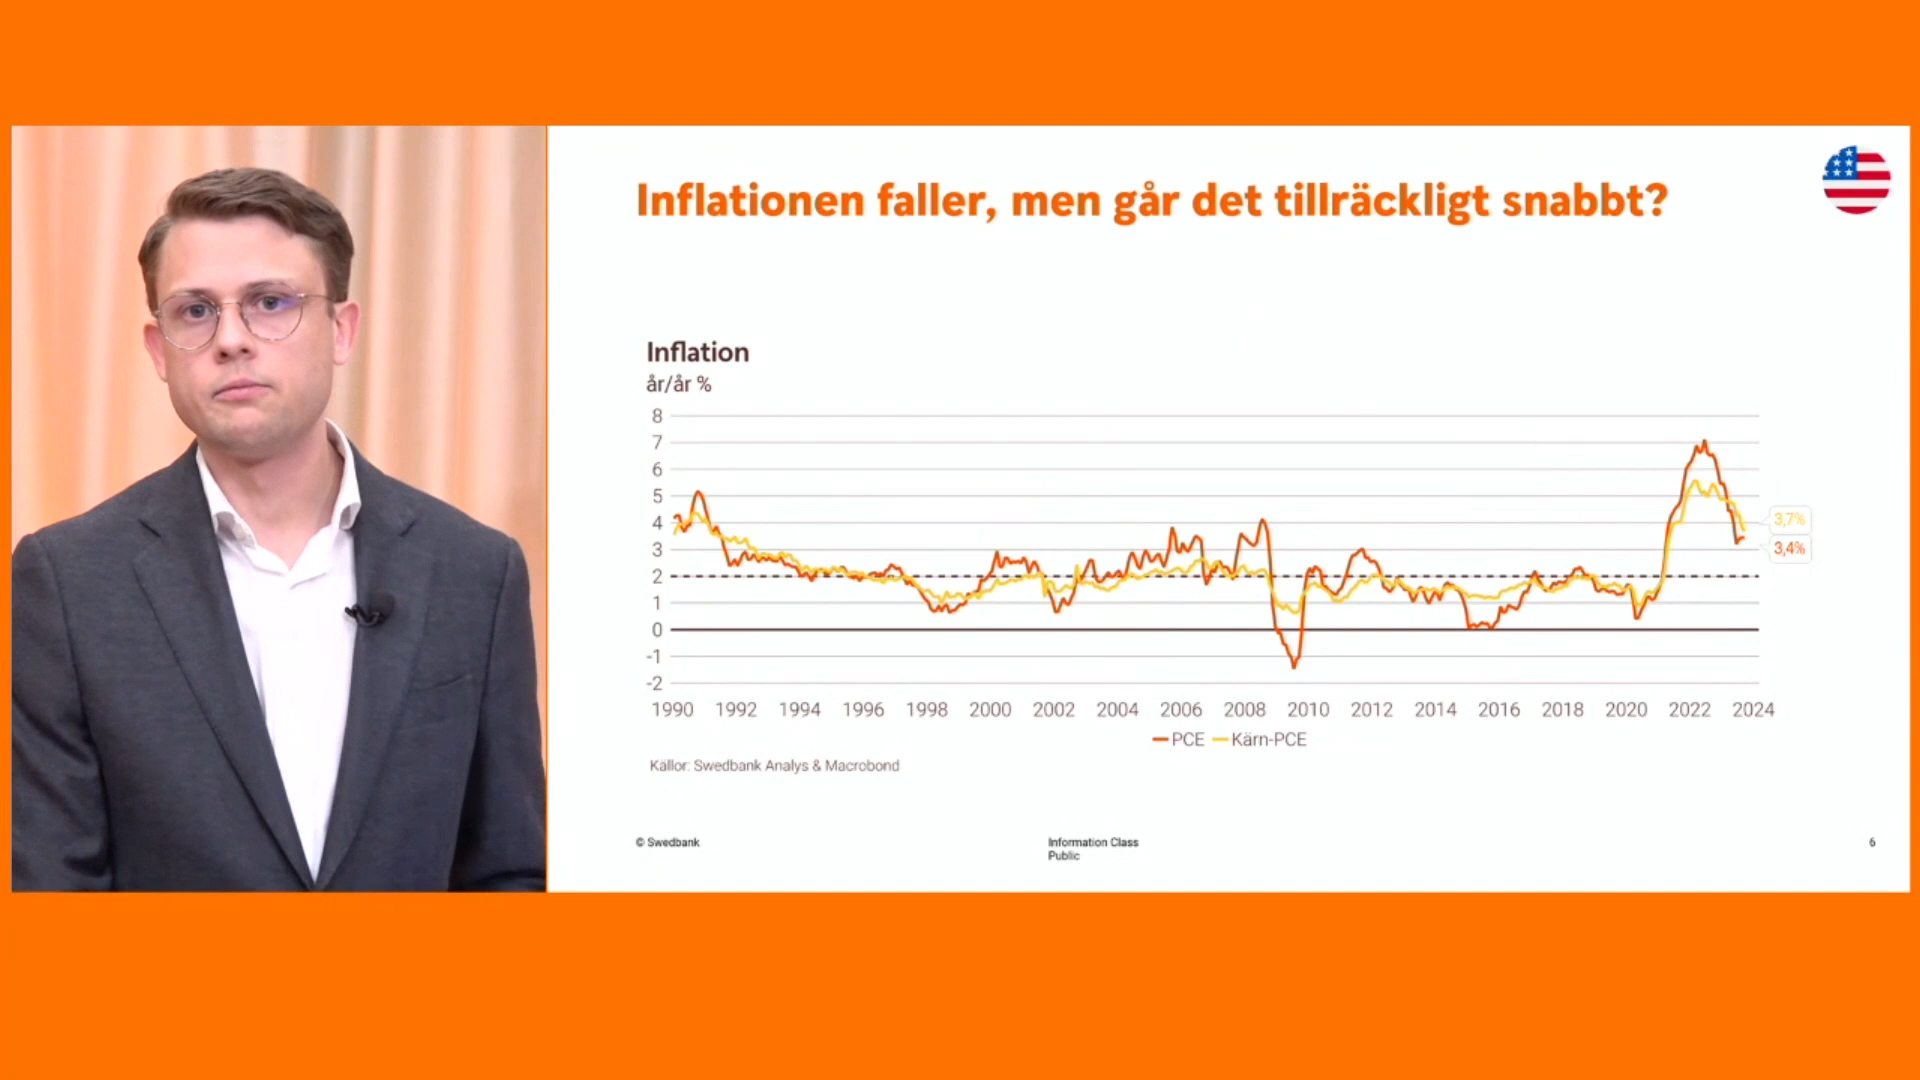 Inflationen faller, men går det tillräckligt snabbt?
Inflation
år/år %
8
7
6
5
4
3
2
1
0
-1
-2
3,7%
3,4%
1990 1992 1994 1996 1998 2000 2002 2004 2006 2008 2010 2012 2014 2016 2018 2020 2022 2024
PCE Kärn-PCE
Källor: Swedbank Analys & Macrobond
© Swedbank
Information Class
Public
6